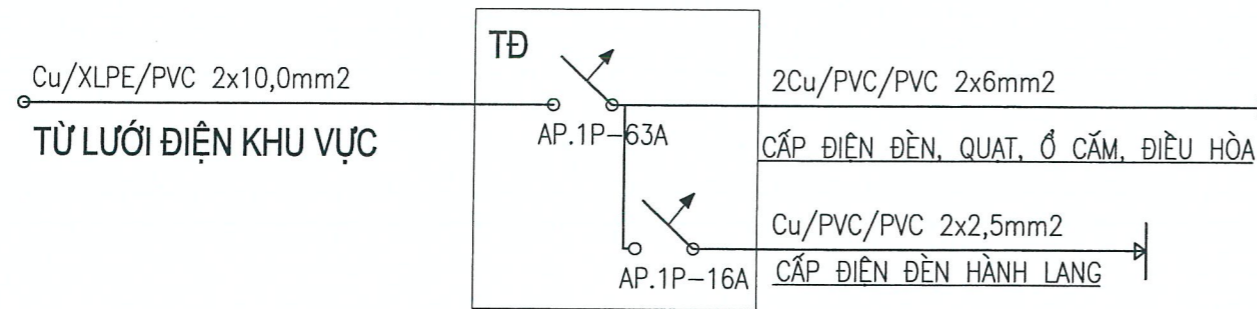 TĐ
Cu/XLPE/PVC 2x10,0mm2
2Cu/PVC/PVC 2x6mm2
TỪ LƯỚI ĐIỆN KHU VỰC
AP.1P-63A
CẤP ĐIỆN ĐÈN, QUẠT, Ổ CẮM, ĐIỀU HÒA
Cu/PVC/PVC 2x2,5mm2
AP.1P-16A
CẤP ĐIỆN ĐÈN HÀNH LANG